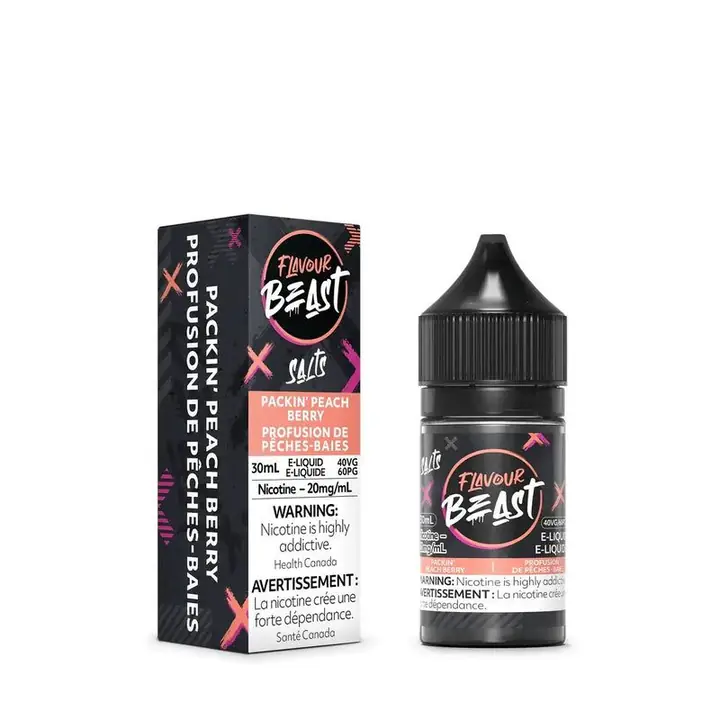 PACKIN' PEACH BERRY
PROFUSION DE PÊCHES-BAIES
FLAVOUR
BEAST
SALTS
PACKIN' PEACH
BERRY
PROFUSION DE
PÊCHES-BAIES
30mL E-LIQUID 40VG
E-LIQUIDE 60PG
Nicotine – 20mg/mL
WARNING:
Nicotine is highly
addictive.
Health Canada
AVERTISSEMENT :
La nicotine crée une
forte dépendance.
Santé Canada
SALTS
FLAVOUR
BEAST
E-LIQUID
E-LIQUID
PACKIN'
PEACH BERRY
PROFUSION
DE PÊCHES-BAIES
WARNING: Nicotine is highly addictive
AVERTISSEMENT : La nicotine crée une
forte dépendance.